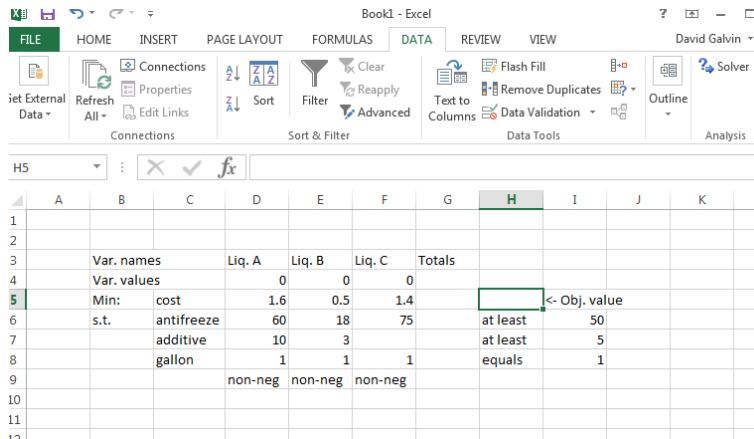 Book1 - Excel
FILE HOME INSERT PAGE LAYOUT FORMULAS DATA REVIEW VIEW David Galvin
Connections Clear Flash Fill Solver
Properties Reapply Remove Duplicates
et External Data Refresh All Edit Links Sort Filter Advanced Text to Columns Data Validation Outline
Connections Sort & Filter Data Tools Analysis
H5 fx
A B C D E F G H I J K
1
2
3 Var. names Liq. A Liq. B Liq. C Totals
4 Var. values 0 0 0
5 Min: cost 1.6 0.5 1.4 <- Obj. value
6 s.t. antifreeze 60 18 75 at least 50
7 additive 10 3 at least 5
8 gallon 1 1 1 equals 1
9 non-neg non-neg non-neg
10
11
12